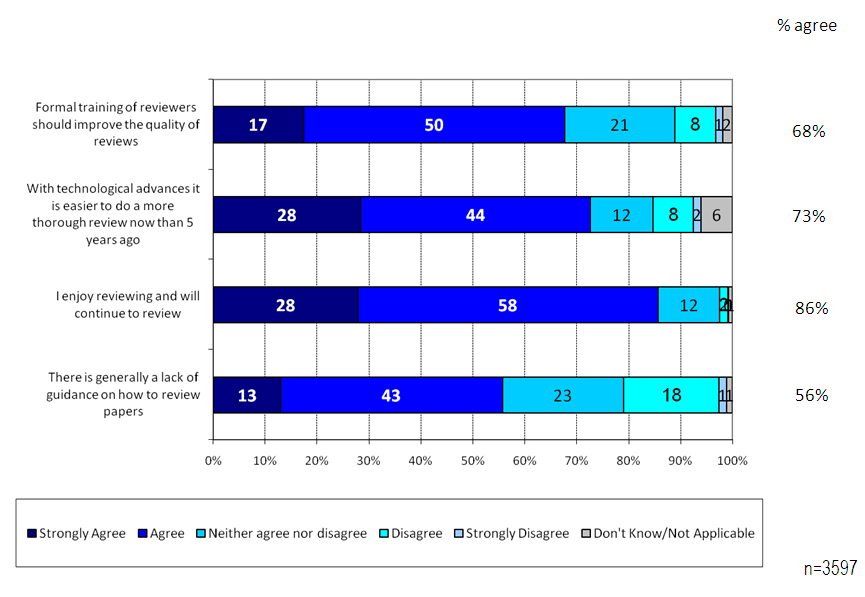 % agree
Formal training of reviewers
should improve the quality of
reviews
17 50 21 8 1 2
68%
With technological advances it
is easier to do a more
thorough review now than 5
years ago
28 44 12 8 2 6
73%
I enjoy reviewing and will
continue to review
28 58 12 2 0 1
86%
There is generally a lack of
guidance on how to review
papers
13 43 23 18 1 1
56%
0% 10% 20% 30% 40% 50% 60% 70% 80% 90% 100%
Strongly Agree Agree Neither agree nor disagree Disagree Strongly Disagree Don't Know/Not Applicable
n=3597